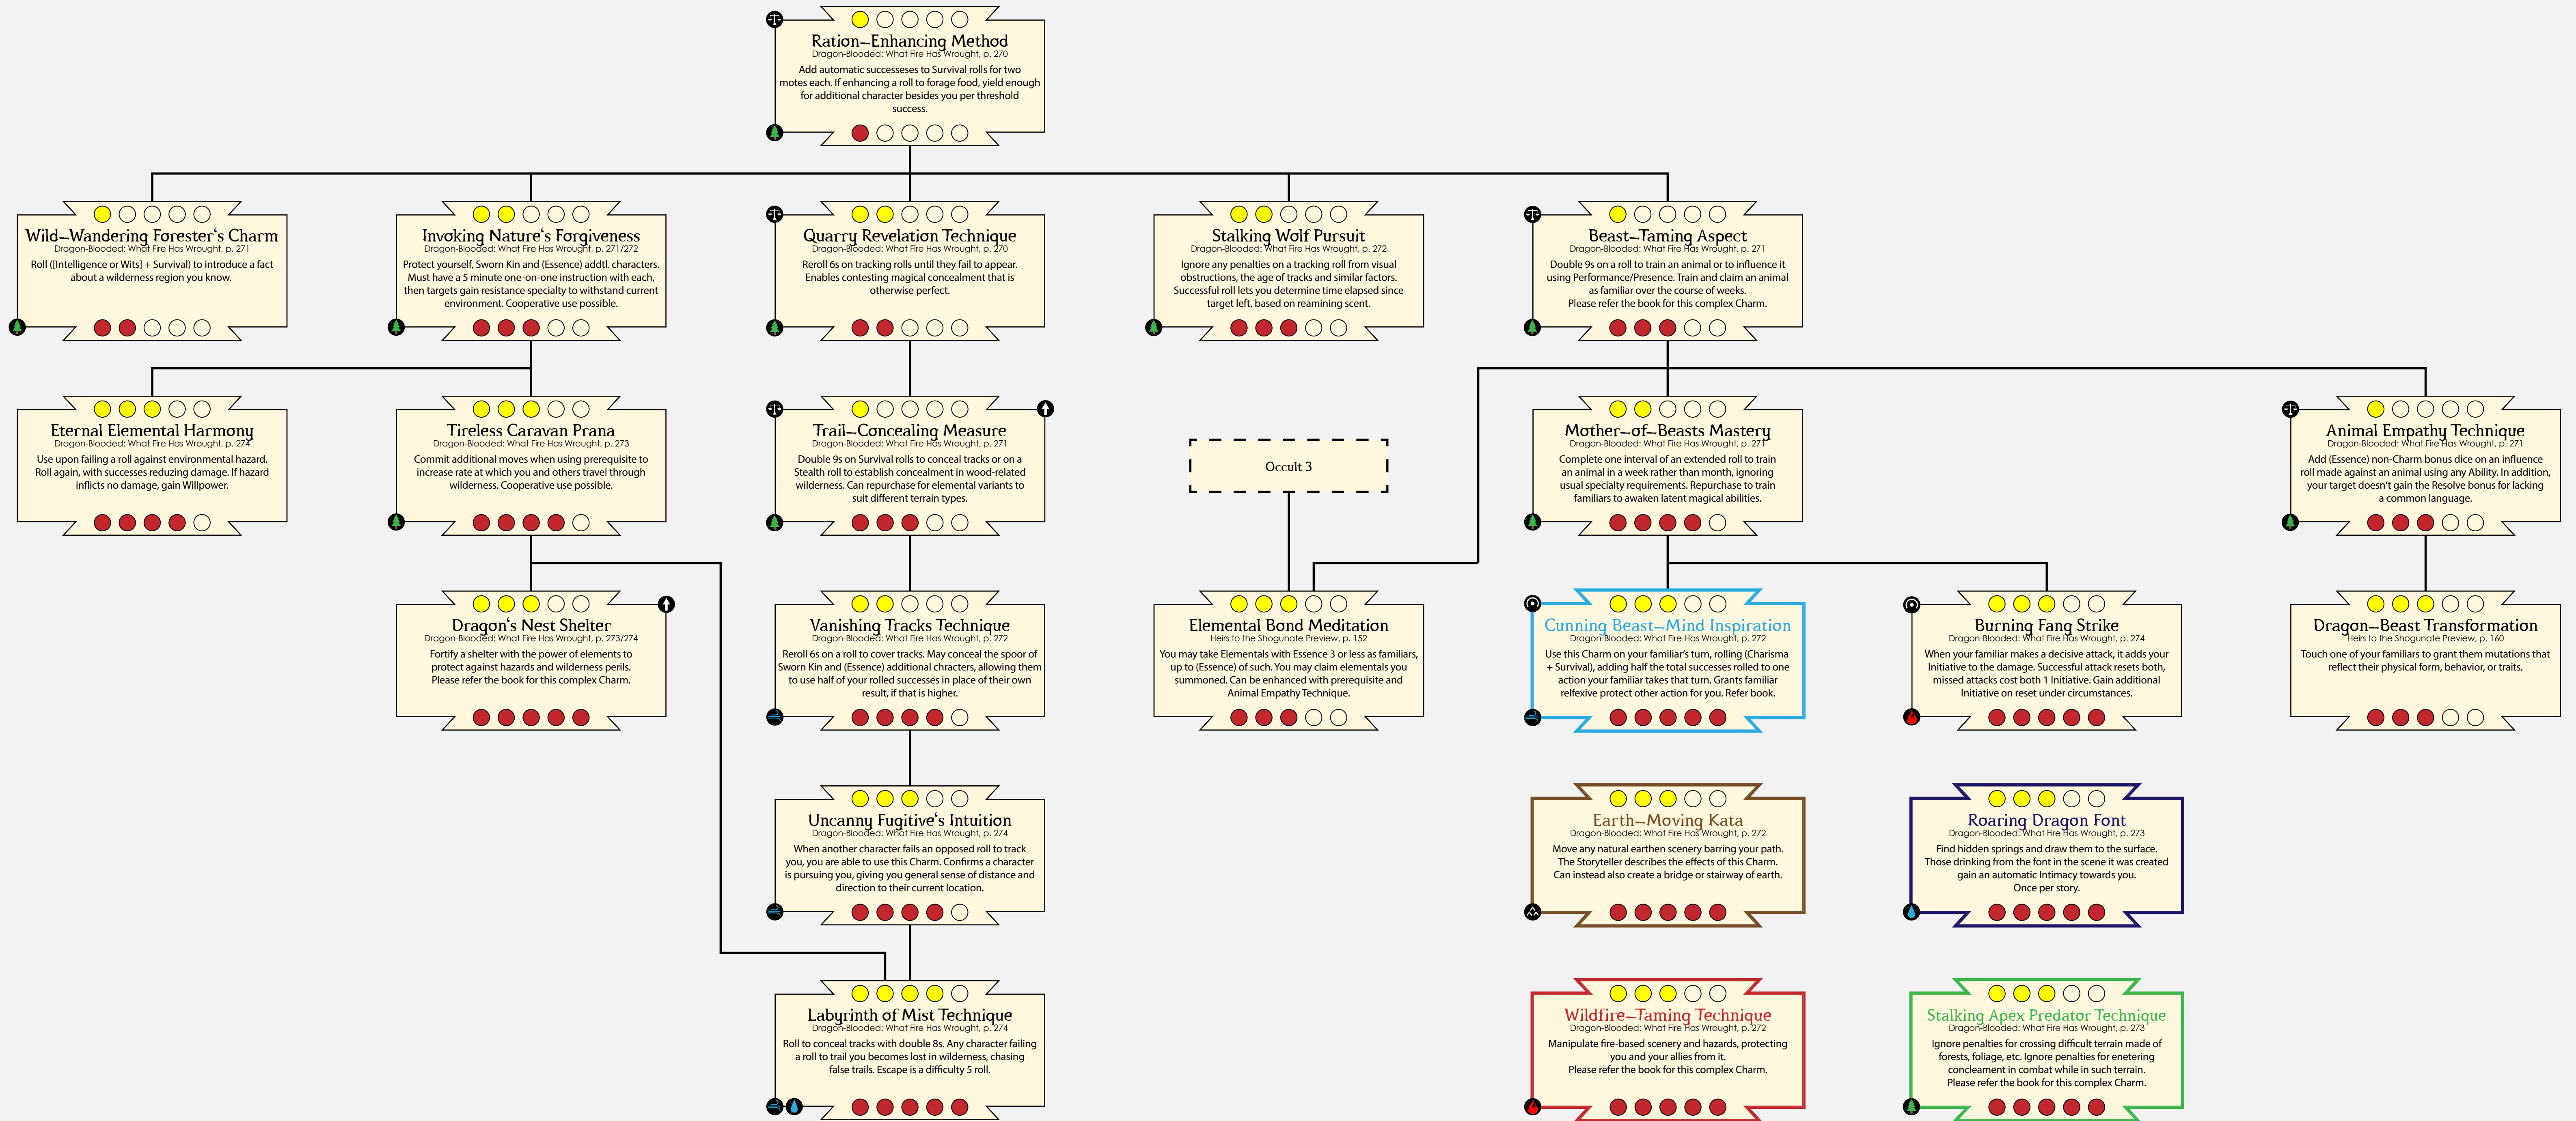 Ration–Enhancing Method
Dragon-Blooded: What Fire Has Wrought, p. 270
Add automatic succeseses to Survival rolls for two
motes each. If enhancing a roll to forage food, yield enough
for additional character besides you per threshold
success.
Wild–Wandering Forester's Charm
Dragon-Blooded: What Fire Has Wrought, p. 271
Roll ([Intelligence or Wits] + Survival) to introduce a fact
about a wilderness region you know.
Invoking Nature's Forgiveness
Dragon-Blooded: What Fire Has Wrought, p. 271/272
Protect yourself, Sworn Kin and (Essence) addtl. characters.
Must have a 5 minute one-on-one instruction with each,
then targets gain resistance specialty to withstand current
environment. Cooperative use possible.
Quarry Revelation Technique
Dragon-Blooded: What Fire Has Wrought, p. 270
Reroll 6s on tracking rolls until they fail to appear.
Enables contesting magical concealment that is
otherwise perfect.
Stalking Wolf Pursuit
Dragon-Blooded: What Fire Has Wrought, p. 272
Ignore any penalties on a tracking roll from visual
obstructions, the age of tracks and similar factors.
Successful roll lets you determine time elapsed since
target left, based on reamining scent.
Beast–Taming Aspect
Dragon-Blooded: What Fire Has Wrought, p. 271
Double 9s on a roll to train an animal or to influence it
using Performance/Presence. Train and claim an animal
as familiar over the course of weeks.
Please refer the book for this complex Charm.
Eternal Elemental Harmony
Dragon-Blooded: What Fire Has Wrought, p. 274
Use upon failing a roll against environmental hazard.
Roll again, with successes reducing damage. If hazard
inflicts no damage, gain Willpower.
Tireless Caravan Prana
Dragon-Blooded: What Fire Has Wrought, p. 273
Commit additional moves when using prerequisite to
increase rate at which you and others travel through
wilderness. Cooperative use possible.
Trail–Concealing Measure
Dragon-Blooded: What Fire Has Wrought, p. 271
Double 9s on Survival rolls to conceal tracks or on a
Stealth roll to establish concealment in wood-related
wilderness. Can repurchase for elemental variants to
suit different terrain types.
Occult 3
Mother–of–Beasts Mastery
Dragon-Blooded: What Fire Has Wrought, p. 271
Complete one interval of an extended roll to train
an animal in a week rather than month, ignoring
usual specialty requirements. Repurchase to train
familiars to awaken latent magical abilities.
Animal Empathy Technique
Dragon-Blooded: What Fire Has Wrought, p. 271
Add (Essence) non-Charm bonus dice on an influence
roll made against an animal using any Ability. In addition,
your target doesn't gain the Resolve bonus for lacking
a common language.
Dragon's Nest Shelter
Dragon-Blooded: What Fire Has Wrought, p. 273/274
Fortify a shelter with the power of elements to
protect against hazards and wilderness perils.
Please refer the book for this complex Charm.
Vanishing Tracks Technique
Dragon-Blooded: What Fire Has Wrought, p. 272
Reroll 6s on a roll to cover tracks. May conceal the spoor of
Sworn Kin and (Essence) additional chracters, allowing them
to use half of your rolled successes in place of their own
result, if that is higher.
Elemental Bond Meditation
Heirs to the Shogunate Preview, p. 152
You may take Elementals with Essence 3 or less as familiars,
up to (Essence) of such. You may claim elementals you
summoned. Can be enhanced with prerequisite and
Animal Empathy Technique.
Cunning Beast–Mind Inspiration
Dragon-Blooded: What Fire Has Wrought, p. 272
Use this Charm on your familiar's turn, rolling (Charisma
+ Survival), adding half the total successes rolled to one
action your familiar takes that turn. Grants familiar
relfexive protect other action for you. Refer book.
Burning Fang Strike
Dragon-Blooded: What Fire Has Wrought, p. 274
When your familiar makes a decisive attack, it adds your
Initiative to the damage. Successful attack resets both,
missed attacks cost both 1 Initiative. Gain additional
Initiative on reset under circumstances.
Dragon–Beast Transformation
Heirs to the Shogunate Preview, p. 160
Touch one of your familiars to grant them mutations that
reflect their physical form, behavior, or traits.
Uncanny Fugitive's Intuition
Dragon-Blooded: What Fire Has Wrought, p. 274
When another character fails an opposed roll to track
you, you are able to use this Charm. Confirms a character
is pursuing you, giving you general sense of distance and
direction to their current location.
Earth–Moving Kata
Dragon-Blooded: What Fire Has Wrought, p. 272
Move any natural earthen scenery barring your path.
The Storyteller describes the effects of this Charm.
Can instead also create a bridge or stairway of earth.
Roaring Dragon Font
Dragon-Blooded: What Fire Has Wrought, p. 273
Find hidden springs and draw them to the surface.
Those drinking from the font in the scene it was created
gain an automatic Intimacy towards you.
Once per story.
Labyrinth of Mist Technique
Dragon-Blooded: What Fire Has Wrought, p. 274
Roll to conceal tracks with double 8s. Any character failing
a roll to trail you becomes lost in wilderness, chasing
false trails. Escape is a difficulty 5 roll.
Wildfire–Taming Technique
Dragon-Blooded: What Fire Has Wrought, p. 272
Manipulate fire-based scenery and hazards, protecting
you and your allies from it.
Please refer the book for this complex Charm.
Stalking Apex Predator Technique
Dragon-Blooded: What Fire Has Wrought, p. 273
Ignore penalties for crossing difficult terrain made of
forests, foliage, etc. Ignore penalties for enetering
concleament in combat while in such terrain.
Please refer the book for this complex Charm.